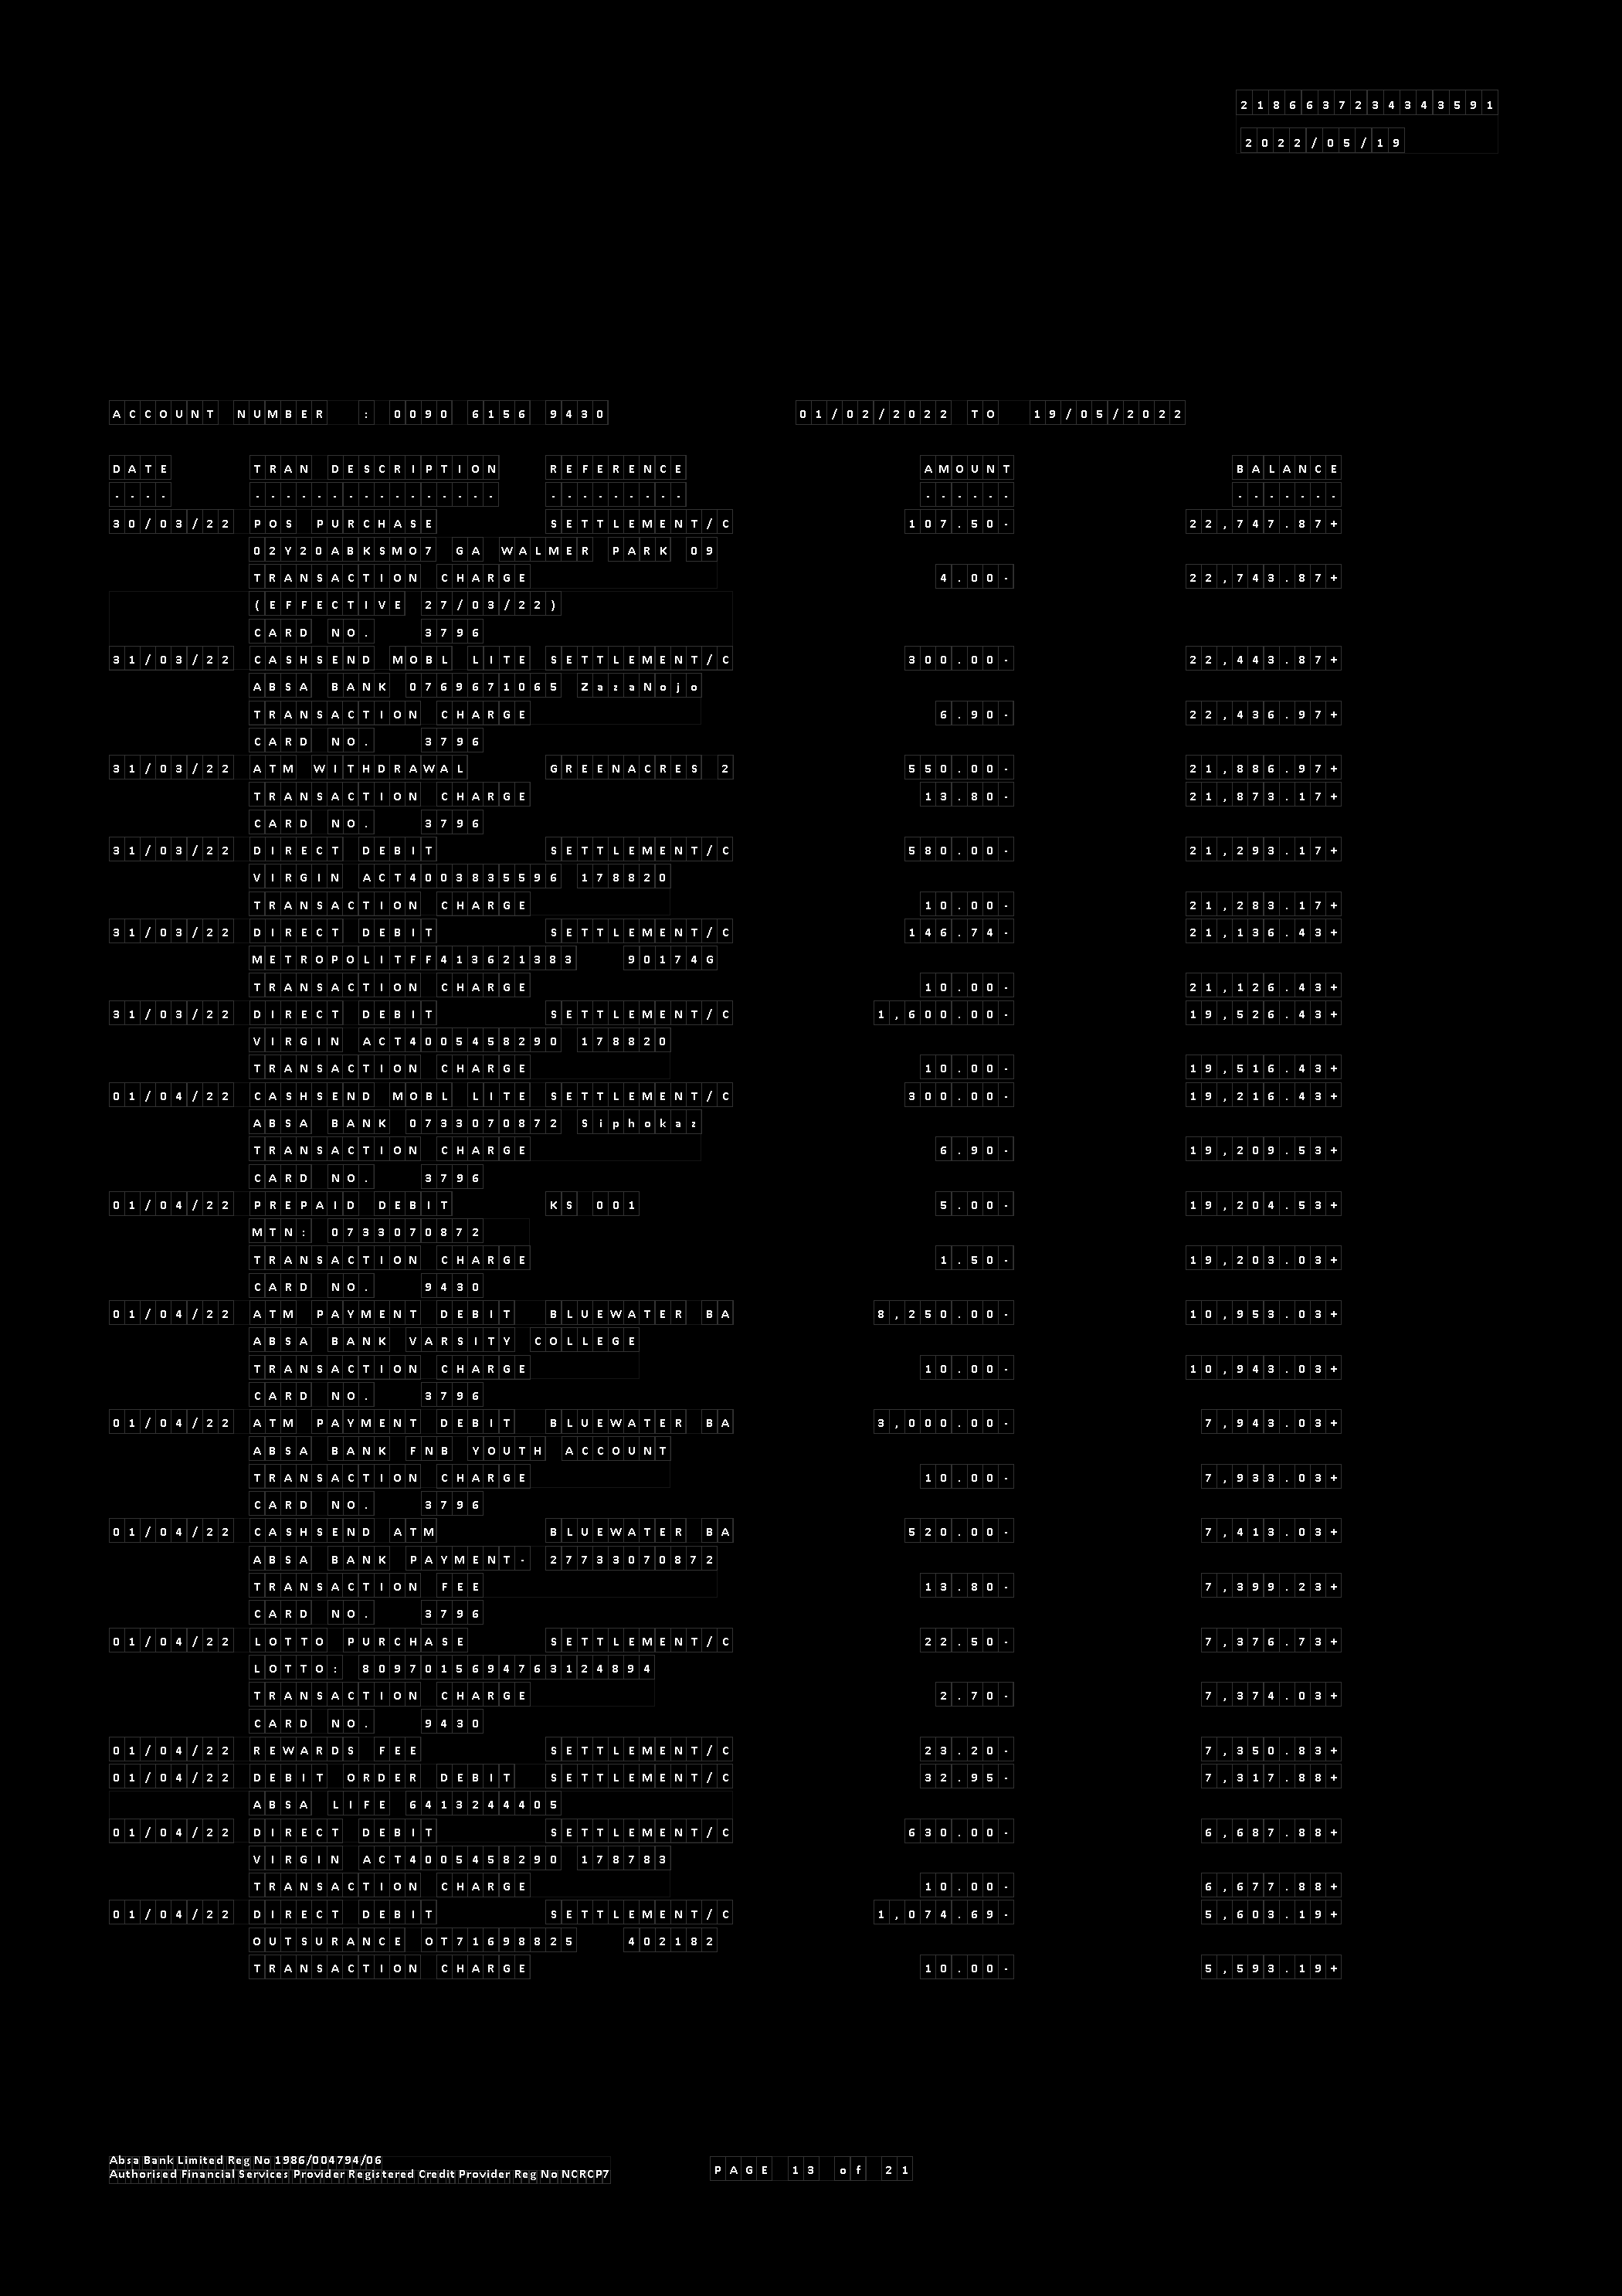 2186637234343591
2022/05/19
ACCOUNT NUMBER : 0090 6156 9430 01/02/2022 TO 19/05/2022
DATE TRAN DESCRIPTION REFERENCE AMOUNT BALANCE
---- ---------------- --------- ------ -------
30/03/22 POS PURCHASE SETTLEMENT/C 107.50- 22,747.87+
02Y20ABKSMO7 GA WALMER PARK 09
TRANSACTION CHARGE 4.00- 22,743.87+
(EFFECTIVE 27/03/22)
CARD NO. 3796
31/03/22 CASHSEND MOBL LITE SETTLEMENT/C 300.00- 22,443.87+
ABSA BANK 0769671065 ZazaNojo
TRANSACTION CHARGE 6.90- 22,436.97+
CARD NO. 3796
31/03/22 ATM WITHDRAWAL GREENACRES 2 550.00- 21,886.97+
TRANSACTION CHARGE 13.80- 21,873.17+
CARD NO. 3796
31/03/22 DIRECT DEBIT SETTLEMENT/C 580.00- 21,293.17+
VIRGIN ACT4003835596 178820
TRANSACTION CHARGE 10.00- 21,283.17+
31/03/22 DIRECT DEBIT SETTLEMENT/C 146.74- 21,136.43+
METROPOLITFF413621383 90174G
TRANSACTION CHARGE 10.00- 21,126.43+
31/03/22 DIRECT DEBIT SETTLEMENT/C 1,600.00- 19,526.43+
VIRGIN ACT4005458290 178820
TRANSACTION CHARGE 10.00- 19,516.43+
01/04/22 CASHSEND MOBL LITE SETTLEMENT/C 300.00- 19,216.43+
ABSA BANK 0733070872 Siphokaz
TRANSACTION CHARGE 6.90- 19,209.53+
CARD NO. 3796
01/04/22 PREPAID DEBIT KS 001 5.00- 19,204.53+
MTN: 0733070872
TRANSACTION CHARGE 1.50- 19,203.03+
CARD NO. 9430
01/04/22 ATM PAYMENT DEBIT BLUEWATER BA 8,250.00- 10,953.03+
ABSA BANK VARSITY COLLEGE
TRANSACTION CHARGE 10.00- 10,943.03+
CARD NO. 3796
01/04/22 ATM PAYMENT DEBIT BLUEWATER BA 3,000.00- 7,943.03+
ABSA BANK FNB YOUTH ACCOUNT
TRANSACTION CHARGE 10.00- 7,933.03+
CARD NO. 3796
01/04/22 CASHSEND ATM BLUEWATER BA 520.00- 7,413.03+
ABSA BANK PAYMENT- 27733070872
TRANSACTION FEE 13.80- 7,399.23+
CARD NO. 3796
01/04/22 LOTTO PURCHASE SETTLEMENT/C 22.50- 7,376.73+
LOTTO: 8097015694763124894
TRANSACTION CHARGE 2.70- 7,374.03+
CARD NO. 9430
01/04/22 REWARDS FEE SETTLEMENT/C 23.20- 7,350.83+
01/04/22 DEBIT ORDER DEBIT SETTLEMENT/C 32.95- 7,317.88+
ABSA LIFE 6413244405
01/04/22 DIRECT DEBIT SETTLEMENT/C 630.00- 6,687.88+
VIRGIN ACT4005458290 178783
TRANSACTION CHARGE 10.00- 6,677.88+
01/04/22 DIRECT DEBIT SETTLEMENT/C 1,074.69- 5,603.19+
OUTSURANCE OT71698825 402182
TRANSACTION CHARGE 10.00- 5,593.19+
Absa Bank Limited Reg No 1986/004794/06
Authorised Financial Services Provider Registered Credit Provider Reg No NCRCP7
PAGE 13 of 21